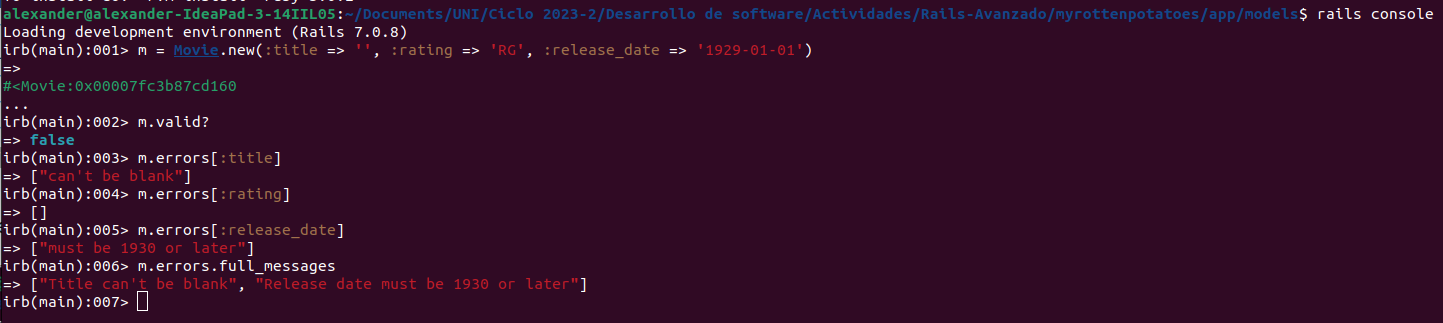 alexander@alexander-IdeaPad-3-14IIL05:~/Documents/UNI/Ciclo 2023-2/Desarrollo de software/Actividades/Rails-Avanzado/myrottenpotatoes/app/models$ rails console
Loading development environment (Rails 7.0.8)
irb(main):001> m = Movie.new(:title => '', :rating => 'RG', :release_date => '1929-01-01')
=>
#<Movie:0x00007fc3b87cd160
...
irb(main):002> m.valid?
=> false
irb(main):003> m.errors[:title]
=> ["can't be blank"]
irb(main):004> m.errors[:rating]
=> []
irb(main):005> m.errors[:release_date]
=> ["must be 1930 or later"]
irb(main):006> m.errors.full_messages
=> ["Title can't be blank", "Release date must be 1930 or later"]
irb(main):007>